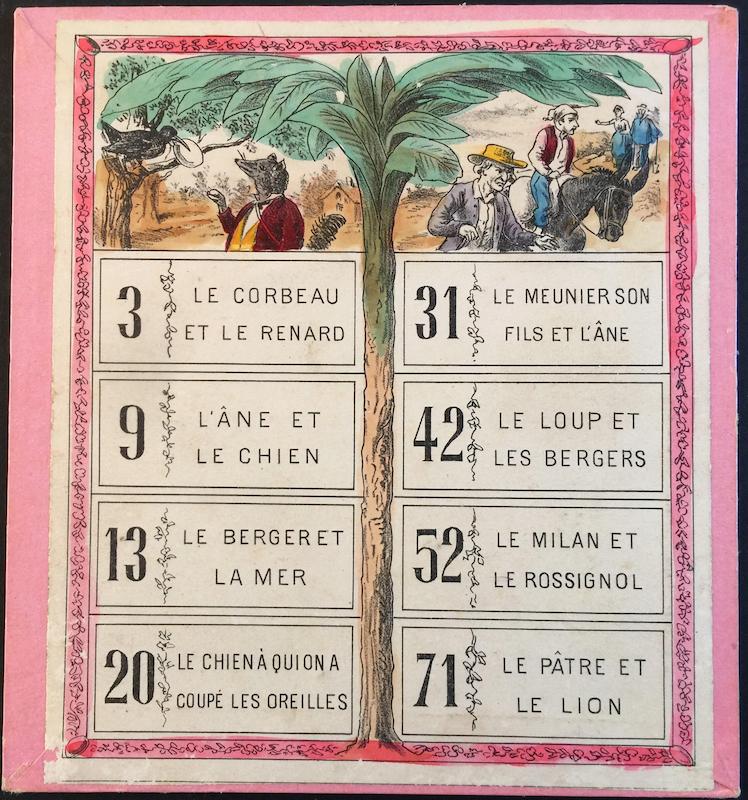 3
LE CORBEAU
ET LE RENARD
9
L'ÂNE ET
LE CHIEN
13
LE BERGER ET
LA MER
20
LE CHIEN À QUI ON A
COUPÉ LES OREILLES
31
LE MEUNIER SON
FILS ET L'ÂNE
42
LE LOUP ET
LES BERGERS
52
LE MILAN ET
LE ROSSIGNOL
71
LE PÂTRE ET
LE LION